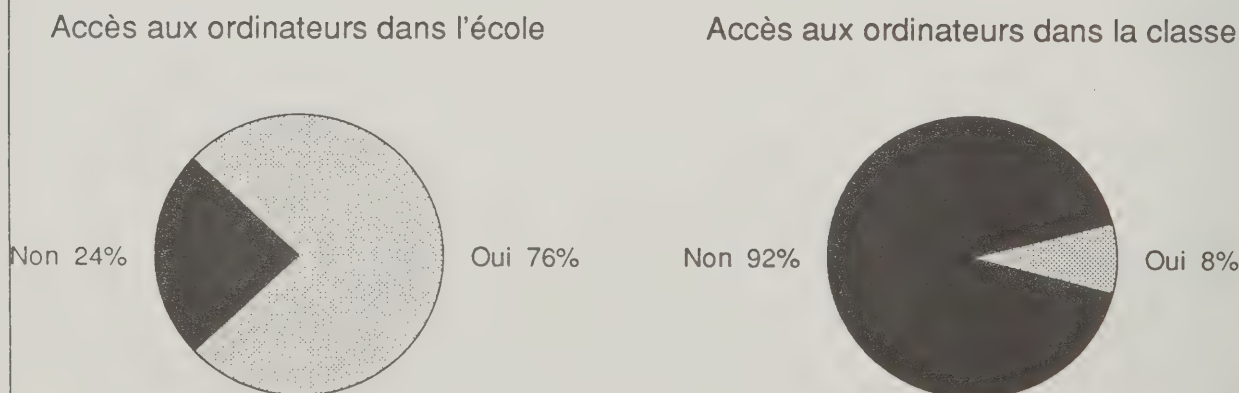 Accès aux ordinateurs dans l'école
Non 24%
Oui 76%
Accès aux ordinateurs dans la classe
Non 92%
Oui 8%